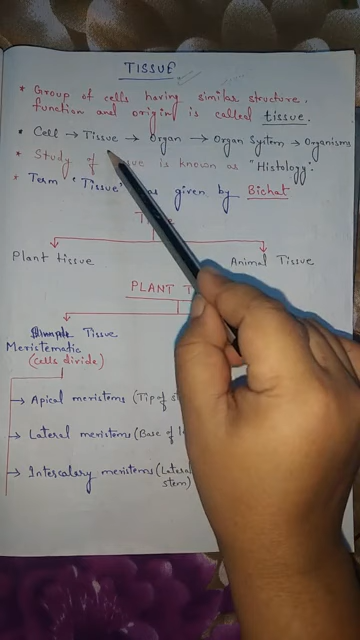 TISSUE
* Group of cells having similar structure.
function and origin is called tissue.
* Cell → Tissue → Organ → Organ System → Organisms
* Study of is known as "Histology".
* Term 'Tissue' was given by Bichat
Plant tissue
Animal Tissue
PLANT
Tissue
Meristematic
(cells divide)
→ Apical meristems (Tip of
→ Lateral meristems (Base of
→ Intercalary meristems (Lateral
stem)